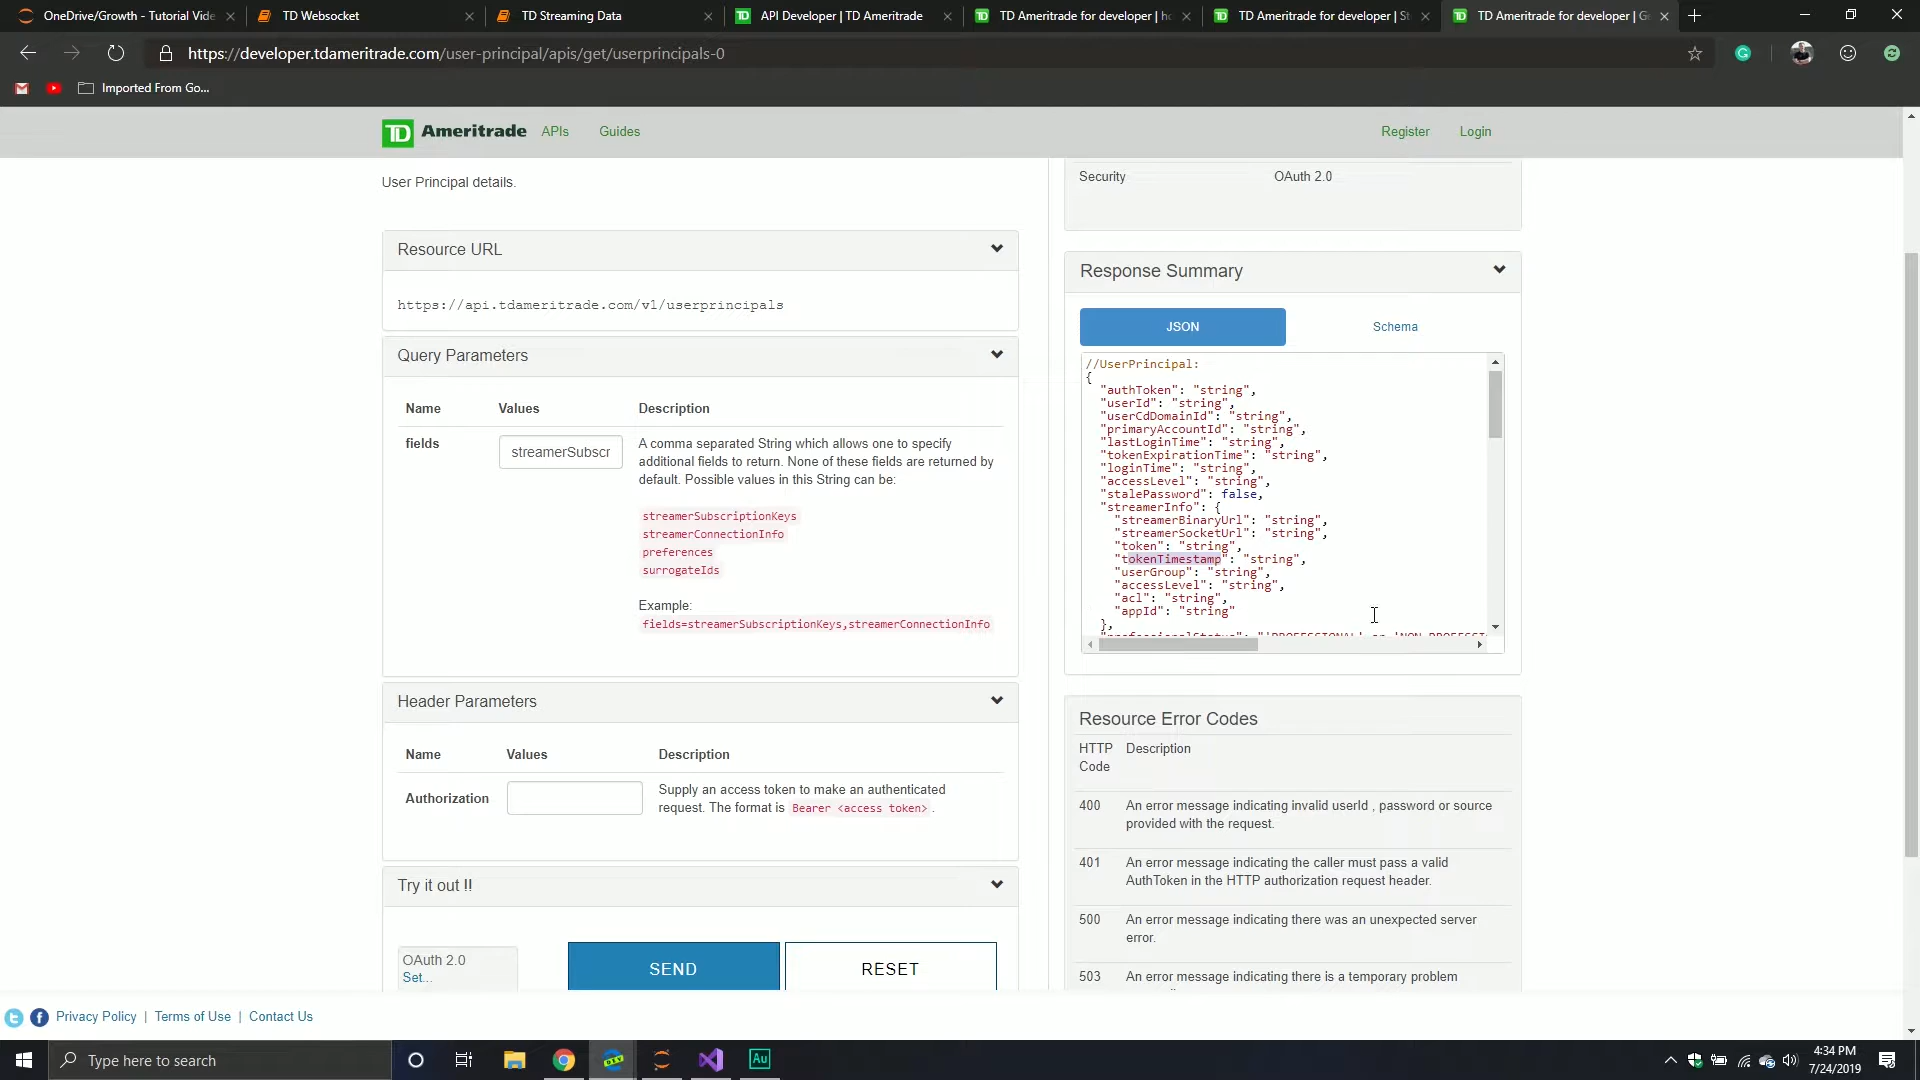 OneDrive/Growth - Tutorial Vide
TD Websocket
TD Streaming Data
API Developer | TD Ameritrade
TD Ameritrade for developer | ho
TD Ameritrade for developer | St
TD Ameritrade for developer | Ge
https://developer.tdameritrade.com/user-principal/apis/get/userprincipals-0
Imported From Go...
TD Ameritrade
APIs
Guides
Register
Login
User Principal details.
Resource URL
https://api.tdameritrade.com/v1/userprincipals
Query Parameters
Name Values Description
fields
streamerSubscr
A comma separated String which allows one to specify
additional fields to return. None of these fields are returned by
default. Possible values in this String can be:
streamerSubscriptionKeys
streamerConnectionInfo
preferences
surrogateIds
Example:
fields=streamerSubscriptionKeys,streamerConnectionInfo
Header Parameters
Name Values Description
Authorization
Supply an access token to make an authenticated
request. The format is Bearer <access token> .
Try it out !!
OAuth 2.0
Set...
SEND
RESET
Security OAuth 2.0
Response Summary
JSON
Schema
//UserPrincipal:
{
"authToken": "string",
"userId": "string",
"userCdDomainId": "string",
"primaryAccountId": "string",
"lastLoginTime": "string",
"tokenExpirationTime": "string",
"loginTime": "string",
"accessLevel": "string",
"stalePassword": false,
"streamerInfo": {
"streamerBinaryUrl": "string",
"streamerSocketUrl": "string",
"token": "string",
"tokenTimestamp": "string",
"userGroup": "string",
"accessLevel": "string",
"acl": "string",
"appId": "string"
},
"professionalStatus": "'PROFESSIONAL' or 'NON_PROFESSI
Resource Error Codes
HTTP
Code
Description
400
An error message indicating invalid userId , password or source
provided with the request.
401
An error message indicating the caller must pass a valid
AuthToken in the HTTP authorization request header.
500
An error message indicating there was an unexpected server
error.
503
An error message indicating there is a temporary problem
Privacy Policy | Terms of Use | Contact Us
Type here to search
DEV
Au
4:34 PM
7/24/2019